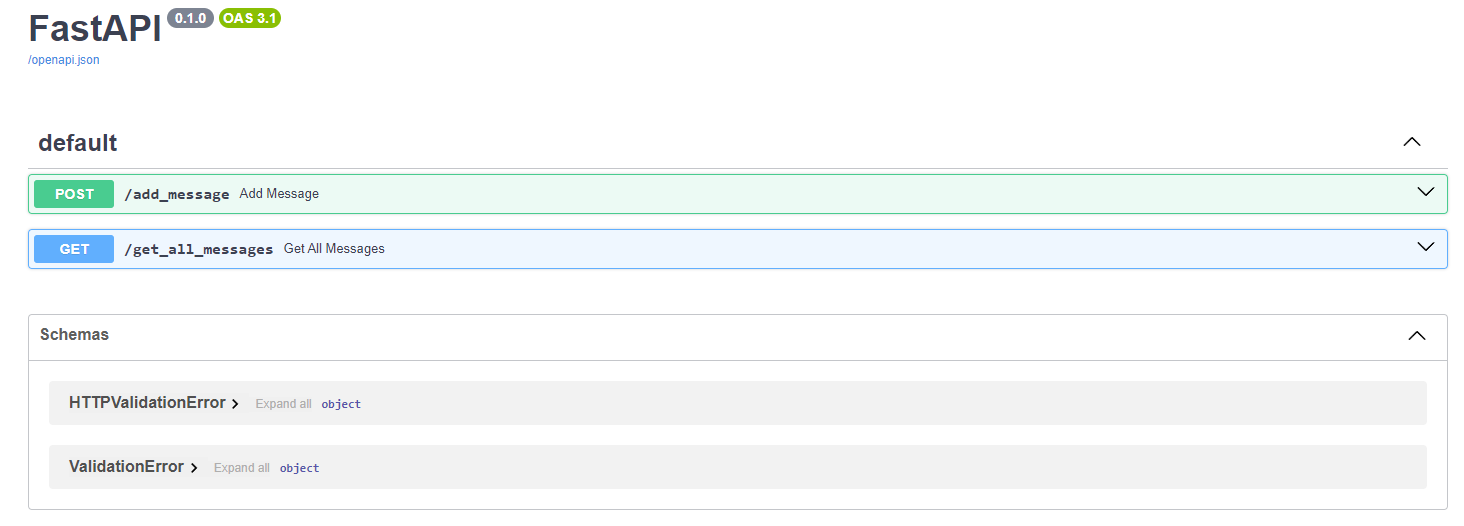 FastAPI 0.1.0 OAS 3.1
/openapi.json
default
POST /add_message Add Message
GET /get_all_messages Get All Messages
Schemas
HTTPValidationError Expand all object
ValidationError Expand all object